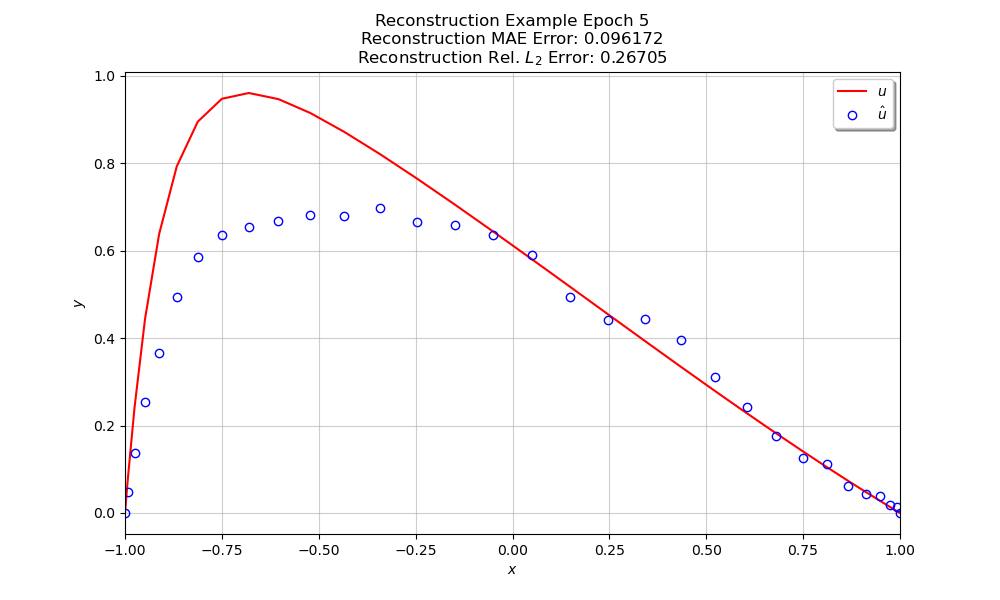 Reconstruction Example Epoch 5
Reconstruction MAE Error: 0.096172
Reconstruction Rel. $L_2$ Error: 0.26705
1.0
0.8
0.6
0.4
0.2
0.0
y
u
û
−1.00 −0.75 −0.50 −0.25 0.00 0.25 0.50 0.75 1.00
x